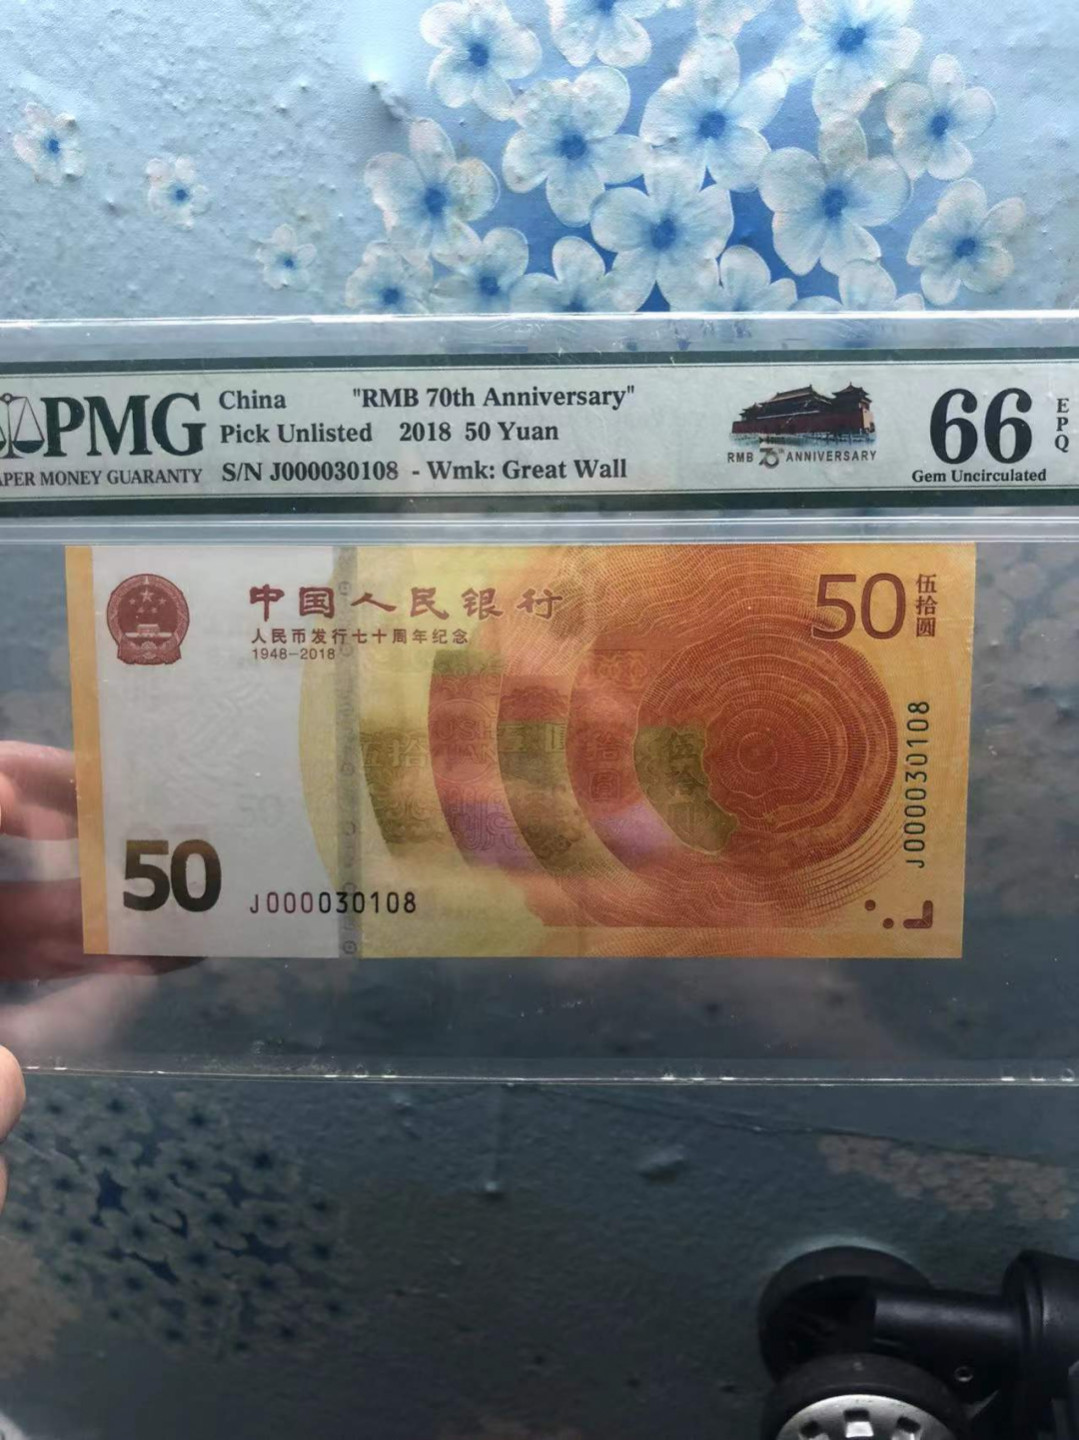 PMG
PAPER MONEY GUARANTY
China "RMB 70th Anniversary"
Pick Unlisted 2018 50 Yuan
S/N J000030108 - Wmk: Great Wall
RMB 70 ANNIVERSARY
66 EPQ
Gem Uncirculated
中国人民银行
人民币发行七十周年纪念
1948-2018
50 伍拾圆
J000030108
50
J000030108